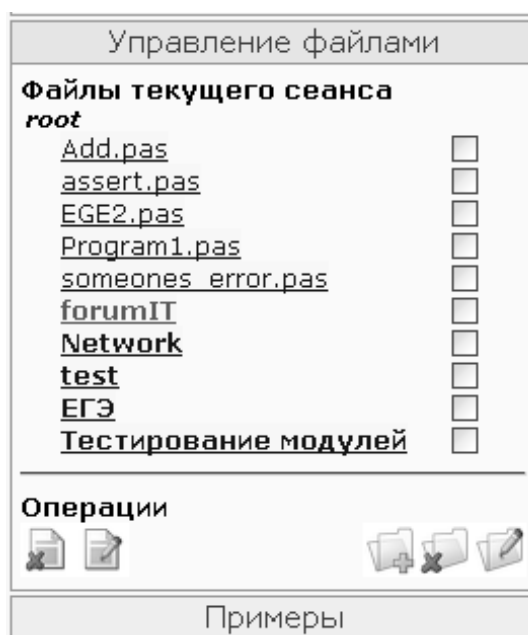 Управление файлами
Файлы текущего сеанса
root
Add.pas
assert.pas
EGE2.pas
Program1.pas
someones_error.pas
forumIT
Network
test
ЕГЭ
Тестирование модулей
Операции
Примеры